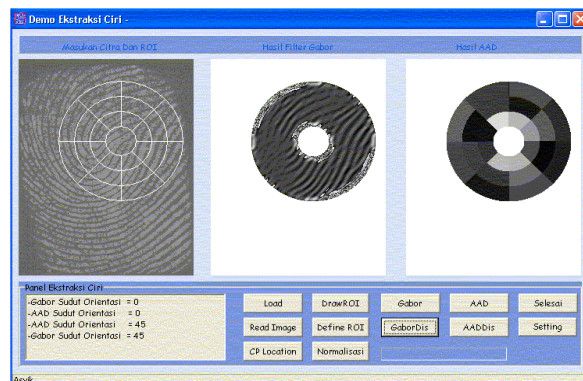 Demo Ekstraksi Ciri -
Masukan Citra Dan ROI
Hasil Filter Gabor
Hasil AAD
Panel Ekstraksi Ciri
-Gabor Sudut Orientasi = 0
-AAD Sudut Orientasi = 0
-AAD Sudut Orientasi = 45
-Gabor Sudut Orientasi = 45
Load DrawROI Gabor AAD Selesai
Read Image Define ROI GaborDis AADDis Setting
CP Location Normalisasi
Asyik